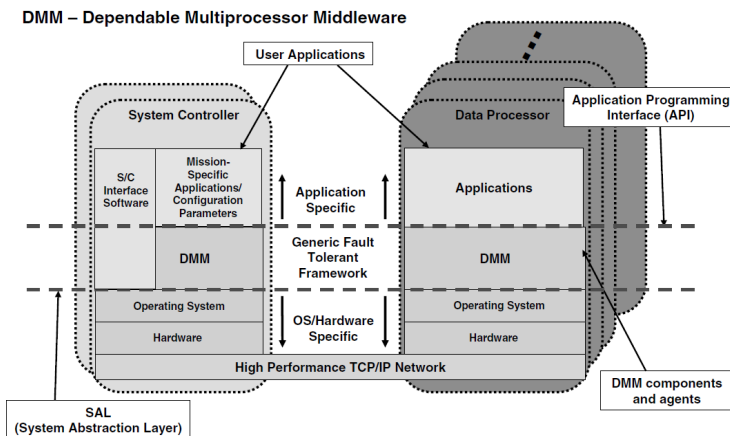 DMM – Dependable Multiprocessor Middleware
User Applications
System Controller
Data Processor
Application Programming
Interface (API)
S/C
Interface
Software
Mission-
Specific
Applications/
Configuration
Parameters
Application
Specific
Applications
Generic Fault
Tolerant
Framework
DMM
DMM
Operating System
Operating System
OS/Hardware
Specific
Hardware
Hardware
High Performance TCP/IP Network
DMM components
and agents
SAL
(System Abstraction Layer)